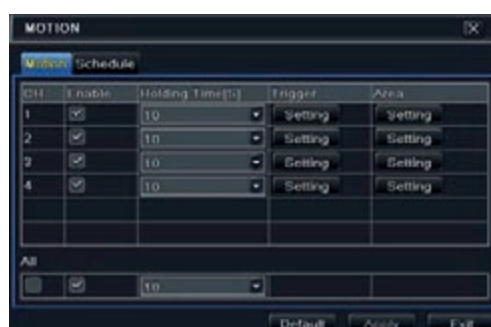 MOTION
Motion Schedule
CH Enable Holding Time[S] Trigger Area
1 10 Setting Setting
2 10 Setting Setting
3 10 Setting Setting
4 10 Setting Setting
All
10
Default Apply Exit